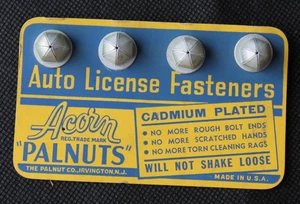 Auto License Fasteners
Acorn
REG. TRADE MARK
"PALNUTS"
THE PALNUT CO., IRVINGTON, N.J.
CADMIUM PLATED
• NO MORE ROUGH BOLT ENDS
• NO MORE SCRATCHED HANDS
• NO MORE TORN CLEANING RAGS
WILL NOT SHAKE LOOSE
MADE IN U.S.A.